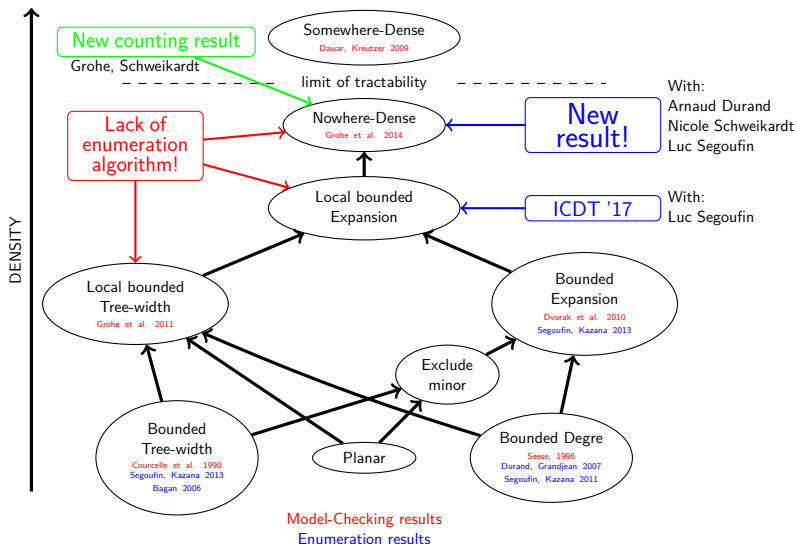 Somewhere-Dense
Dawar, Kreutzer 2009
New counting result
Grohe, Schweikardt
limit of tractability
With:
Arnaud Durand
Nicole Schweikardt
Luc Segoufin
New
result!
Nowhere-Dense
Grohe et al. 2014
Lack of
enumeration
algorithm!
Local bounded
Expansion
ICDT '17
With:
Luc Segoufin
DENSITY
Local bounded
Tree-width
Grohe et al. 2011
Bounded
Expansion
Dvorak et al. 2010
Segoufin, Kazana 2013
Exclude
minor
Bounded
Tree-width
Courcelle et al. 1990
Segoufin, Kazana 2013
Bagan 2006
Planar
Bounded Degre
Seese, 1996
Durand, Grandjean 2007
Segoufin, Kazana 2011
Model-Checking results
Enumeration results